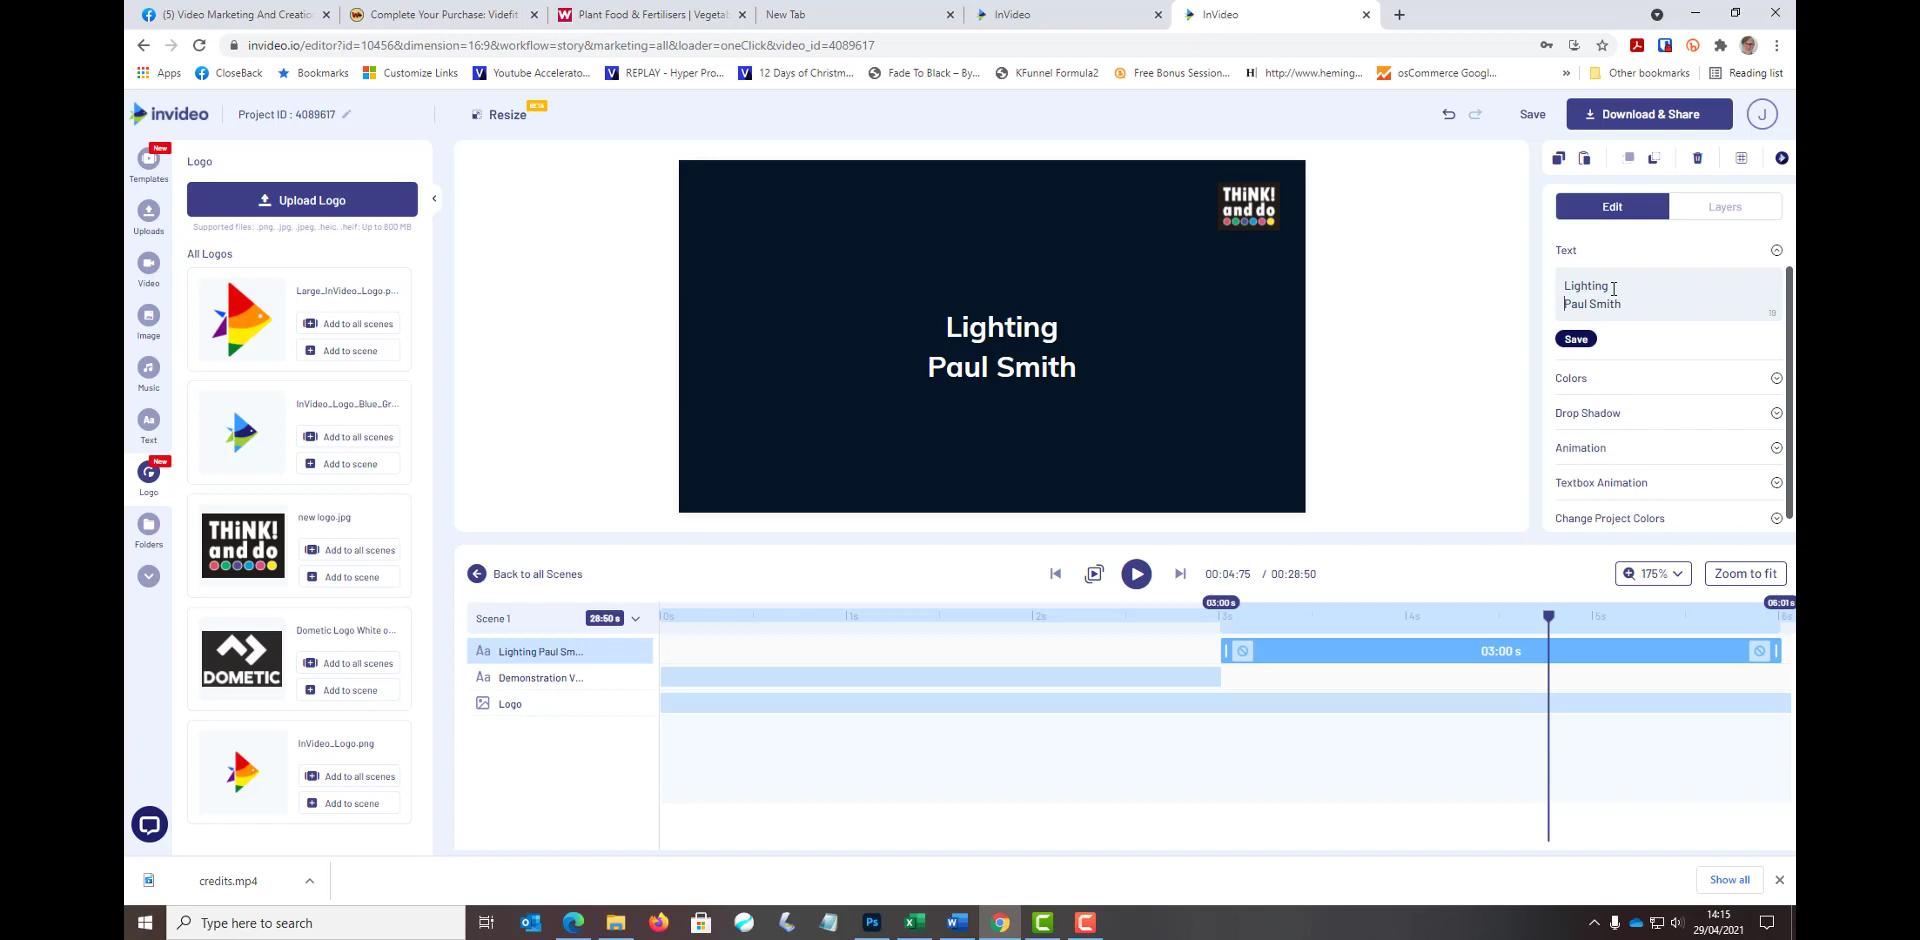 (5) Video Marketing And Creatio
Complete Your Purchase: Videfit
Plant Food & Fertilisers | Vegetab
New Tab
InVideo
InVideo
invideo.io/editor?id=10456&dimension=16:9&workflow=story&marketing=all&loader=oneClick&video_id=4089617
Apps
CloseBack
Bookmarks
Customize Links
Youtube Accelerato...
REPLAY - Hyper Pro...
12 Days of Christm...
Fade To Black – By...
KFunnel Formula2
Free Bonus Session...
http://www.heming...
osCommerce Googl...
»
Other bookmarks
Reading list
invideo
Project ID : 4089617
Resize
BETA
Save
Download & Share
J
New
Templates
Uploads
Video
Image
Music
Aa
Text
New
Logo
Folders
Logo
Upload Logo
Supported files: .png, .jpg, .jpeg, .heic, .heif: Up to 800 MB
All Logos
Large_InVideo_Logo.p...
Add to all scenes
Add to scene
InVideo_Logo_Blue_Gr...
Add to all scenes
Add to scene
THiNK!
and do
new logo.jpg
Add to all scenes
Add to scene
DOMETIC
Dometic Logo White o...
Add to all scenes
Add to scene
InVideo_Logo.png
Add to all scenes
Add to scene
THiNK!
and do
Lighting
Paul Smith
Edit
Layers
Text
Lighting
Paul Smith
Save
Colors
Drop Shadow
Animation
Textbox Animation
Change Project Colors
Back to all Scenes
00:04:75 / 00:28:50
175%
Zoom to fit
03:00s
06:01s
Scene 1
28:50 s
0s
1s
2s
3s
4s
5s
6s
Aa Lighting Paul Sm...
03:00 s
Aa Demonstration V...
Logo
credits.mp4
Show all
Type here to search
14:15
29/04/2021